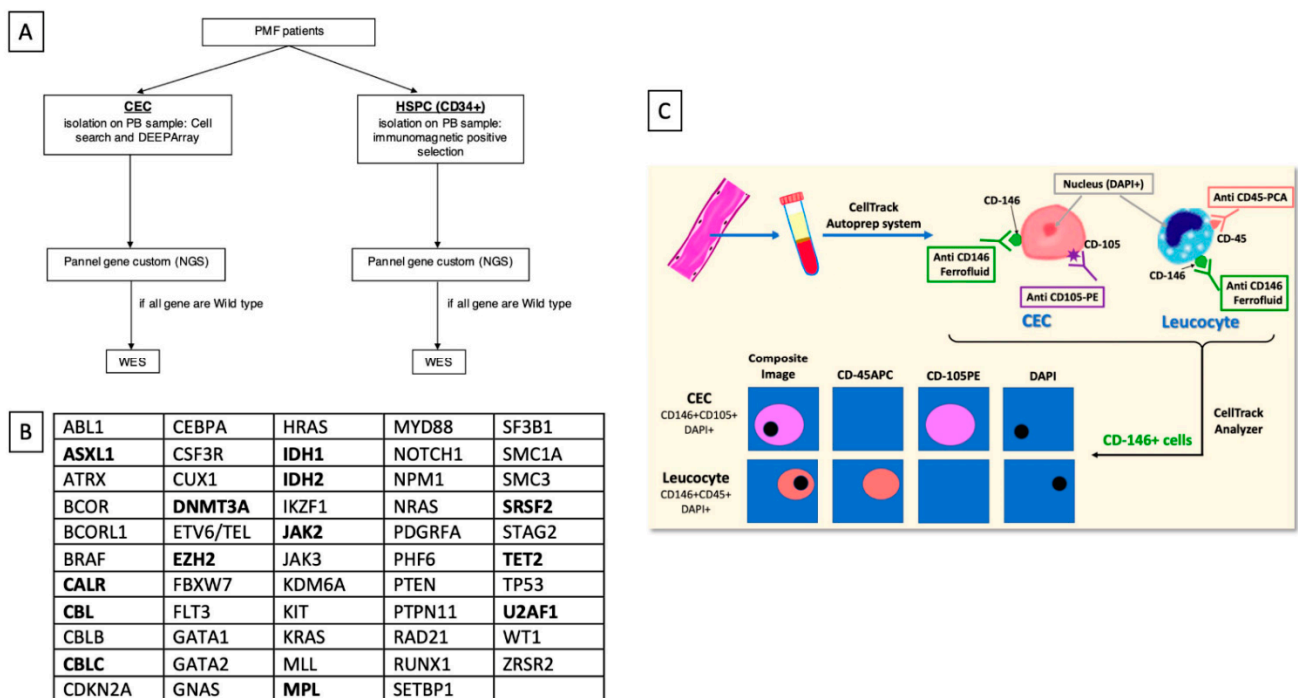 A
PMF patients
CEC
isolation on PB sample: Cell
search and DEEPArray
HSPC (CD34+)
isolation on PB sample:
immunomagnetic positive
selection
Pannel gene custom (NGS)
Pannel gene custom (NGS)
if all gene are Wild type
if all gene are Wild type
WES
WES
B
ABL1 CEBPA HRAS MYD88 SF3B1
ASXL1 CSF3R IDH1 NOTCH1 SMC1A
ATRX CUX1 IDH2 NPM1 SMC3
BCOR DNMT3A IKZF1 NRAS SRSF2
BCORL1 ETV6/TEL JAK2 PDGRFA STAG2
BRAF EZH2 JAK3 PHF6 TET2
CALR FBXW7 KDM6A PTEN TP53
CBL FLT3 KIT PTPN11 U2AF1
CBLB GATA1 KRAS RAD21 WT1
CBLC GATA2 MLL RUNX1 ZRSR2
CDKN2A GNAS MPL SETBP1
C
CellTrack
Autoprep system
Nucleus (DAPI+)
CD-146
Anti CD45-PCA
CD-105
CD-45
CD-146
Anti CD146
Ferrofluid
Anti CD105-PE
Anti CD146
Ferrofluid
CEC
Leucocyte
Composite
Image
CD-45APC
CD-105PE
DAPI
CEC
CD146+CD105+
DAPI+
CellTrack
Analyzer
CD-146+ cells
Leucocyte
CD146+CD45+
DAPI+